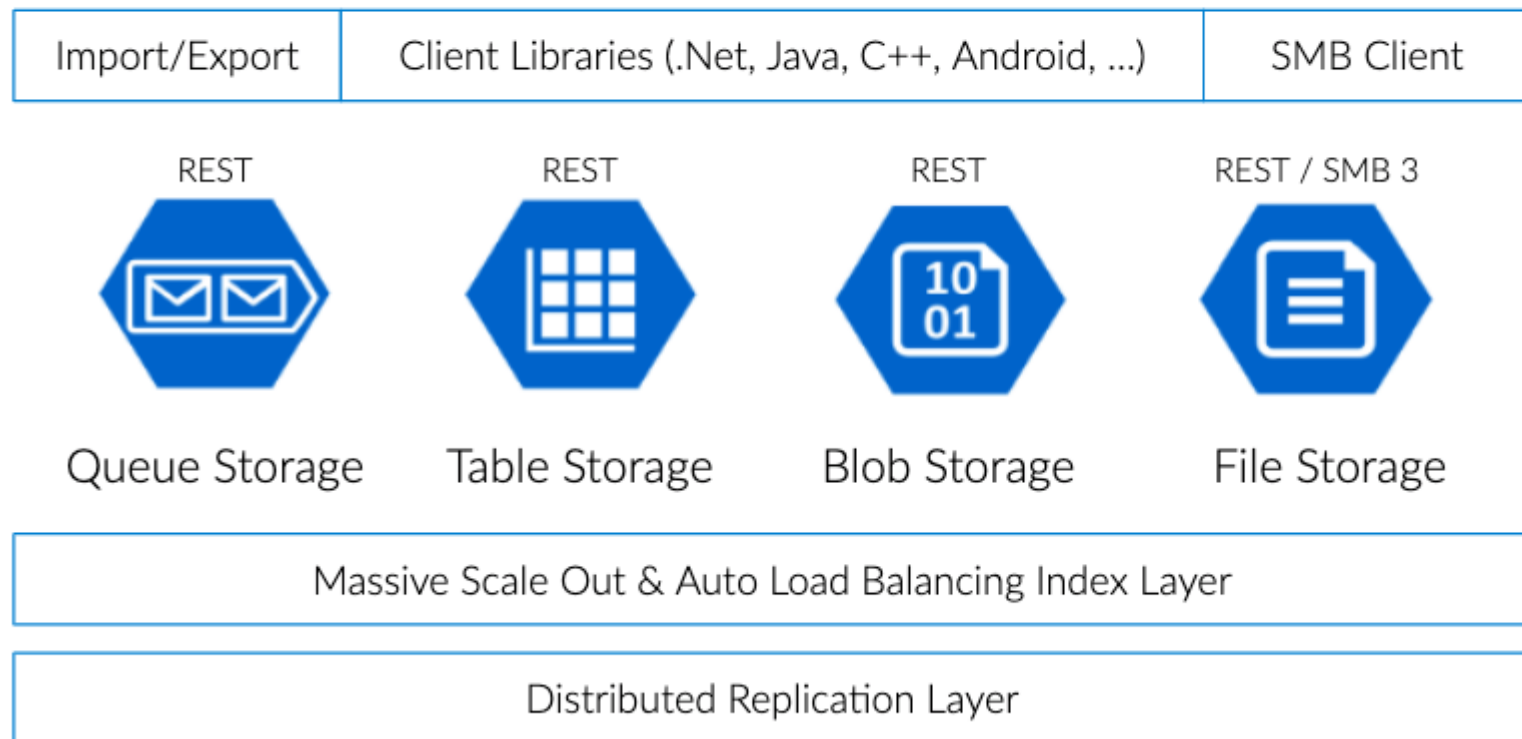 Import/Export
Client Libraries (.Net, Java, C++, Android, ...)
SMB Client
REST
REST
REST
REST / SMB 3
10
01
Queue Storage
Table Storage
Blob Storage
File Storage
Massive Scale Out & Auto Load Balancing Index Layer
Distributed Replication Layer